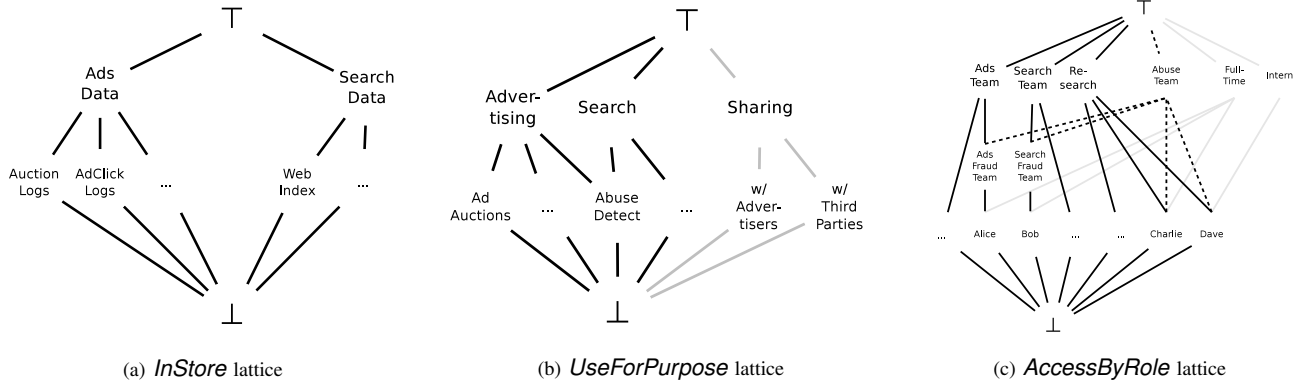 ⊤
Ads
Data
Search
Data
Auction
Logs
AdClick
Logs
...
Web
Index
...
⊥
(a) InStore lattice
⊤
Adver-
tising
Search
Sharing
Ad
Auctions
...
Abuse
Detect
...
w/
Adver-
tisers
w/
Third
Parties
⊥
(b) UseForPurpose lattice
⊤
Ads
Team
Search
Team
Re-
search
Abuse
Team
Full-
Time
Intern
Ads
Fraud
Team
Search
Fraud
Team
...
Alice
Bob
...
...
Charlie
Dave
⊥
(c) AccessByRole lattice